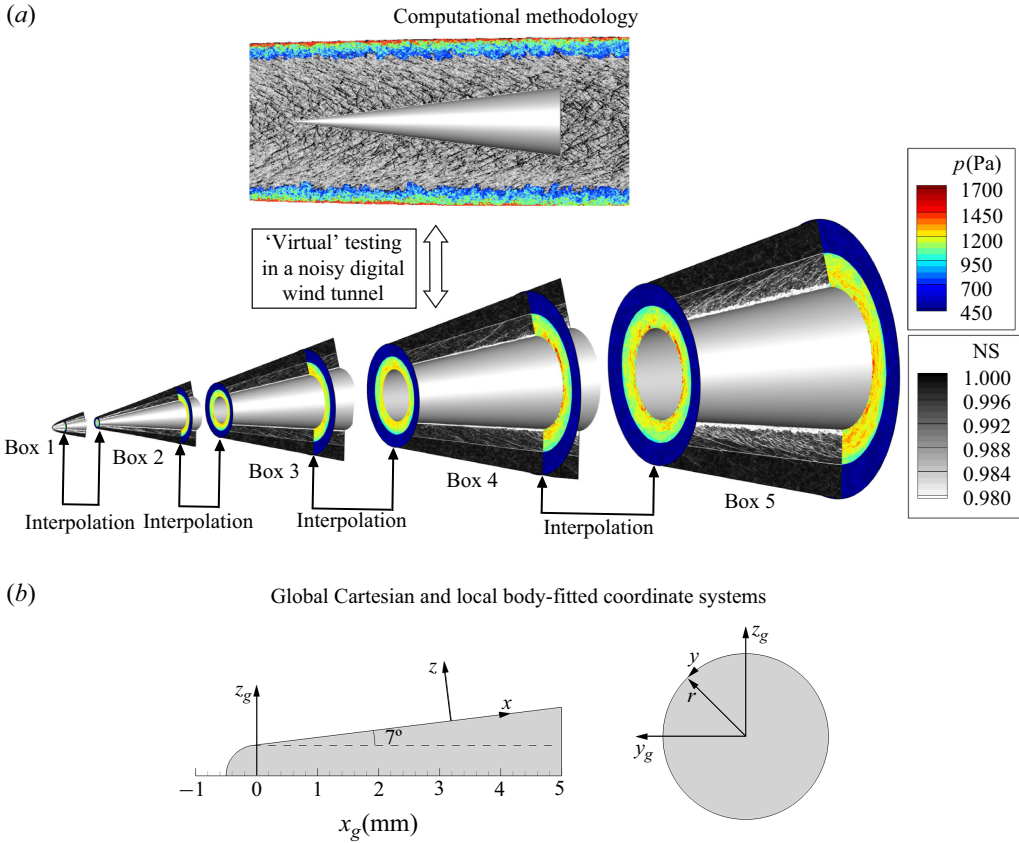 (a)
Computational methodology
‘Virtual’ testing
in a noisy digital
wind tunnel
p(Pa)
1700
1450
1200
950
700
450
NS
1.000
0.996
0.992
0.988
0.984
0.980
Box 1
Box 2
Box 3
Box 4
Box 5
Interpolation
Interpolation
Interpolation
Interpolation
(b)
Global Cartesian and local body-fitted coordinate systems
z_g
z
x
7º
−1 0 1 2 3 4 5
x_g(mm)
z_g
y
r
y_g